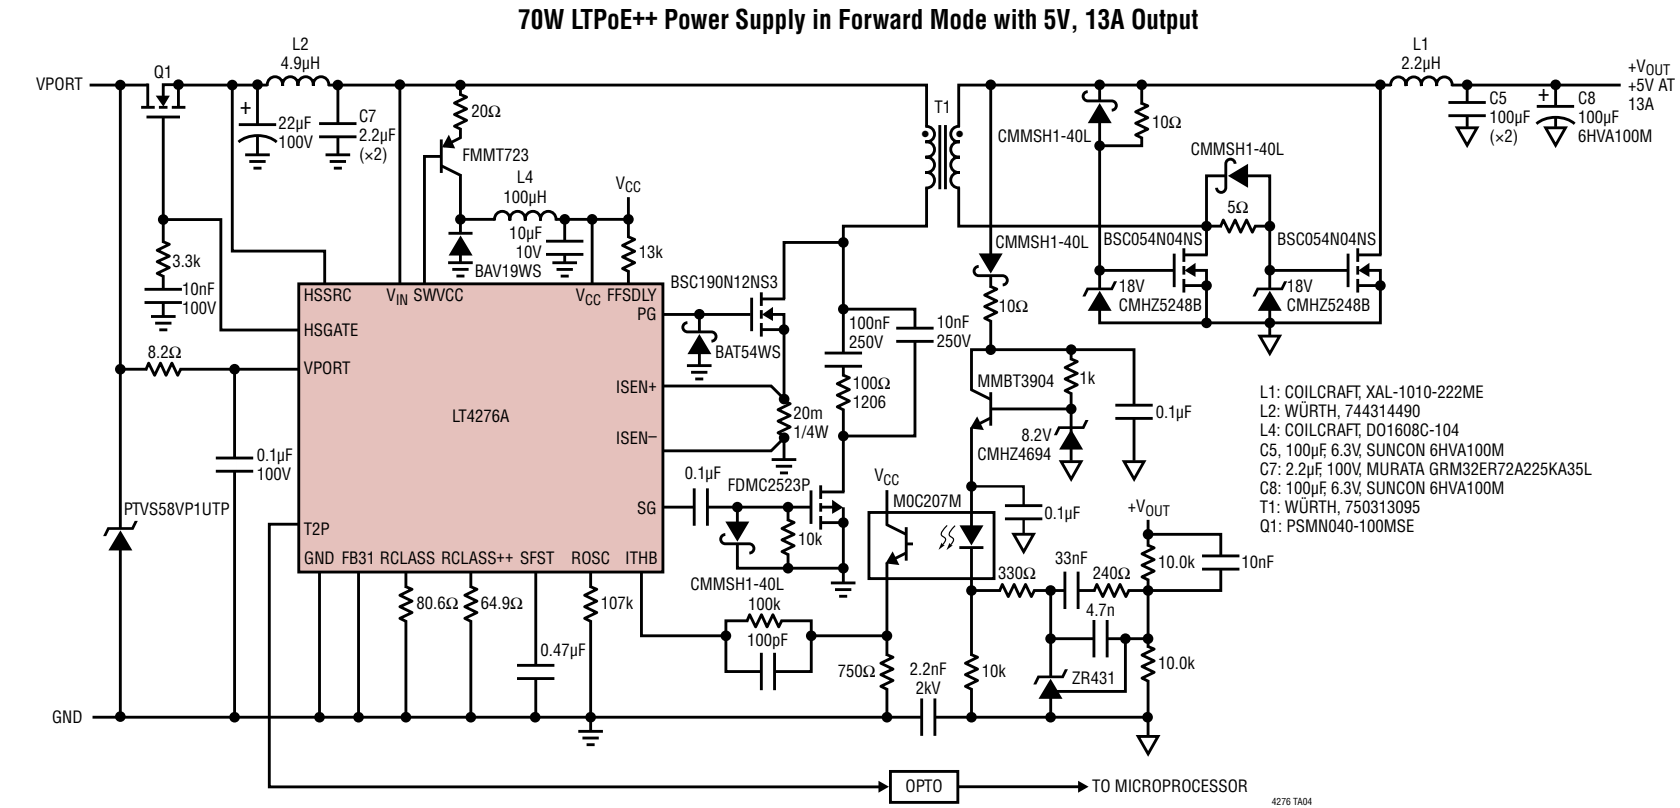 70W LTPoE++ Power Supply in Forward Mode with 5V, 13A Output
VPORT
Q1
L2
4.9µH
+
22µF
100V
C7
2.2µF
(×2)
20Ω
FMMT723
L4
100µH
VCC
10µF
10V
BAV19WS
13k
3.3k
10nF
100V
8.2Ω
0.1µF
100V
PTVS58VP1UTP
GND
HSSRC
VIN
SWVCC
VCC
FFSDLY
PG
HSGATE
VPORT
ISEN+
LT4276A
ISEN–
SG
T2P
GND
FB31
RCLASS
RCLASS++
SFST
ROSC
ITHB
80.6Ω
64.9Ω
0.47µF
107k
BSC190N12NS3
BAT54WS
20m
1/4W
100nF
250V
10nF
250V
100Ω
1206
0.1µF
FDMC2523P
10k
CMMSH1-40L
100k
100pF
T1
CMMSH1-40L
10Ω
CMMSH1-40L
5Ω
CMMSH1-40L
BSC054N04NS
BSC054N04NS
18V
CMHZ5248B
18V
CMHZ5248B
10Ω
MMBT3904
1k
8.2V
CMHZ4694
0.1µF
VCC
M0C207M
0.1µF
+VOUT
330Ω
33nF
240Ω
10.0k
10nF
4.7n
10.0k
ZR431
750Ω
2.2nF
2kV
10k
L1
2.2µH
C5
100µF
(×2)
+
C8
100µF
6HVA100M
+VOUT
+5V AT
13A
L1: COILCRAFT, XAL-1010-222ME
L2: WÜRTH, 744314490
L4: COILCRAFT, DO1608C-104
C5, 100µF, 6.3V, SUNCON 6HVA100M
C7: 2.2µF, 100V, MURATA GRM32ER72A225KA35L
C8: 100µF, 6.3V, SUNCON 6HVA100M
T1: WÜRTH, 750313095
Q1: PSMN040-100MSE
OPTO
TO MICROPROCESSOR
4276 TA04